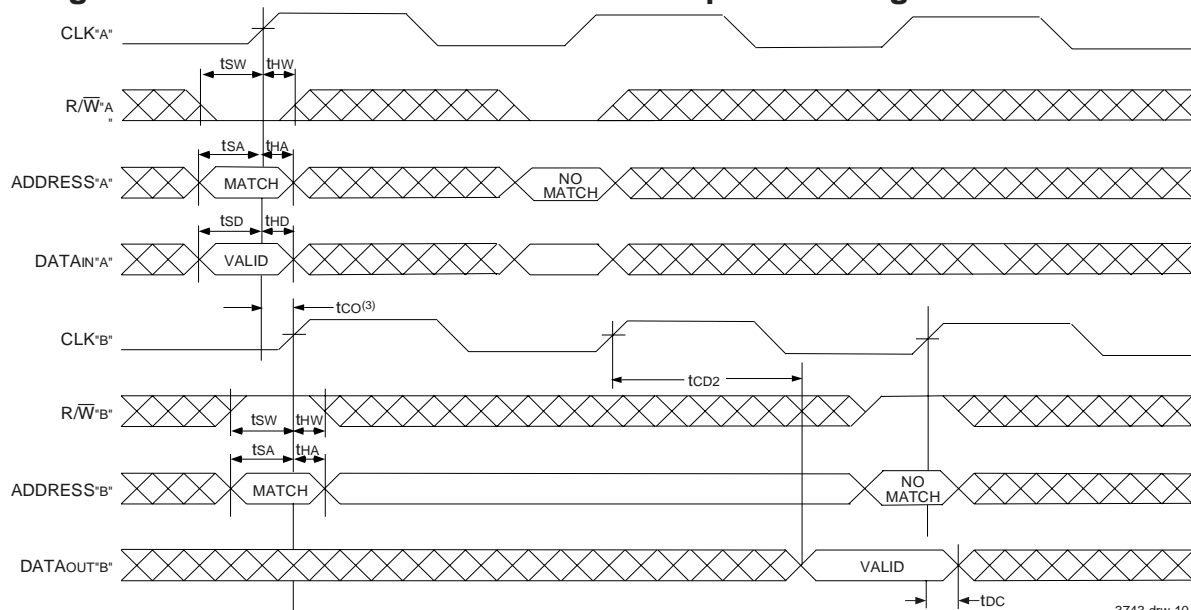 CLK"A"
tSW tHW
R/W"A
"
tSA tHA
ADDRESS"A" MATCH NO
MATCH
tSD tHD
DATAIN"A" VALID
tCO(3)
CLK"B"
tCD2
R/W"B"
tSW tHW
tSA tHA
ADDRESS"B" MATCH NO
MATCH
DATAOUT"B" VALID
tDC